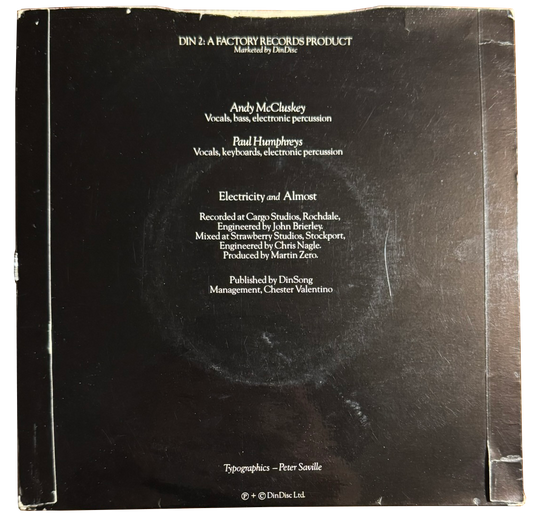 DIN 2: A FACTORY RECORDS PRODUCT
Marketed by DinDisc
Andy McCluskey
Vocals, bass, electronic percussion
Paul Humphreys
Vocals, keyboards, electronic percussion
Electricity and Almost
Recorded at Cargo Studios, Rochdale,
Engineered by John Brierley.
Mixed at Strawberry Studios, Stockport,
Engineered by Chris Nagle.
Produced by Martin Zero.
Published by DinSong
Management, Chester Valentino
Typographics – Peter Saville
℗ + © DinDisc Ltd.